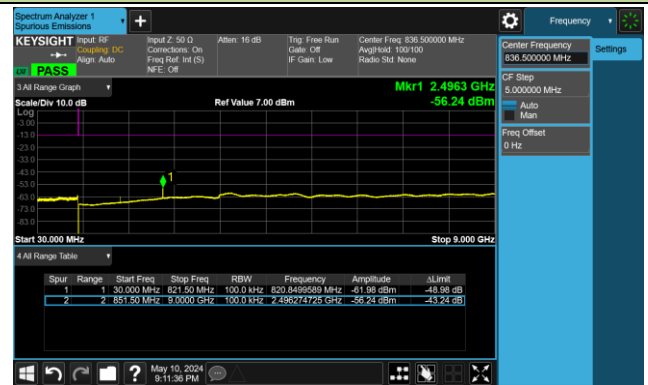 Spectrum Analyzer 1
Spurious Emissions
Frequency
KEYSIGHT
Input: RF
Coupling: DC
Align: Auto
Input Z: 50 Ω
Corrections: On
Freq Ref: Int (S)
NFE: Off
Atten: 16 dB
Trig: Free Run
Gate: Off
IF Gain: Low
Center Freq: 836.500000 MHz
Avg|Hold: 100/100
Radio Std: None
PASS
Center Frequency
836.500000 MHz
Settings
CF Step
5.000000 MHz
Auto
Man
Freq Offset
0 Hz
3 All Range Graph
Mkr1 2.4963 GHz
Scale/Div 10.0 dB
Ref Value 7.00 dBm
-56.24 dBm
Log
-3.00
-13.0
-23.0
-33.0
-43.0
-53.0
-63.0
-73.0
-83.0
1
Start 30.000 MHz
Stop 9.000 GHz
4 All Range Table
Spur Range Start Freq Stop Freq RBW Frequency Amplitude ΔLimit
1 1 30.000 MHz 821.50 MHz 100.0 kHz 820.8499589 MHz -61.98 dBm -48.98 dB
2 2 851.50 MHz 9.0000 GHz 100.0 kHz 2.496274725 GHz -56.24 dBm -43.24 dB
?
May 10, 2024
9:11:36 PM